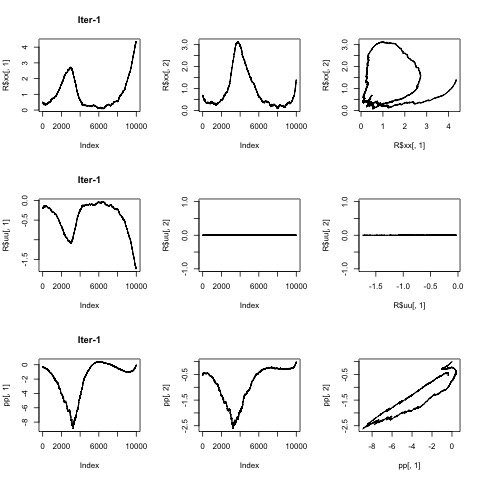 Iter-1
R$xx[, 1]
0 1 2 3 4
0 2000 6000 10000
Index
R$xx[, 2]
0.0 1.0 2.0 3.0
0 2000 6000 10000
Index
R$xx[, 2]
0.0 1.0 2.0 3.0
0 1 2 3 4
R$xx[, 1]
Iter-1
R$uu[, 1]
-1.5 -0.5 0.0
0 2000 6000 10000
Index
R$uu[, 2]
-1.0 0.0 1.0
0 2000 6000 10000
Index
R$uu[, 2]
-1.0 0.0 1.0
-1.5 -1.0 -0.5 0.0
R$uu[, 1]
Iter-1
pp[, 1]
-8 -6 -4 -2 0
0 2000 6000 10000
Index
pp[, 2]
-2.5 -1.5 -0.5
0 2000 6000 10000
Index
pp[, 2]
-2.5 -1.5 -0.5
-8 -6 -4 -2 0
pp[, 1]